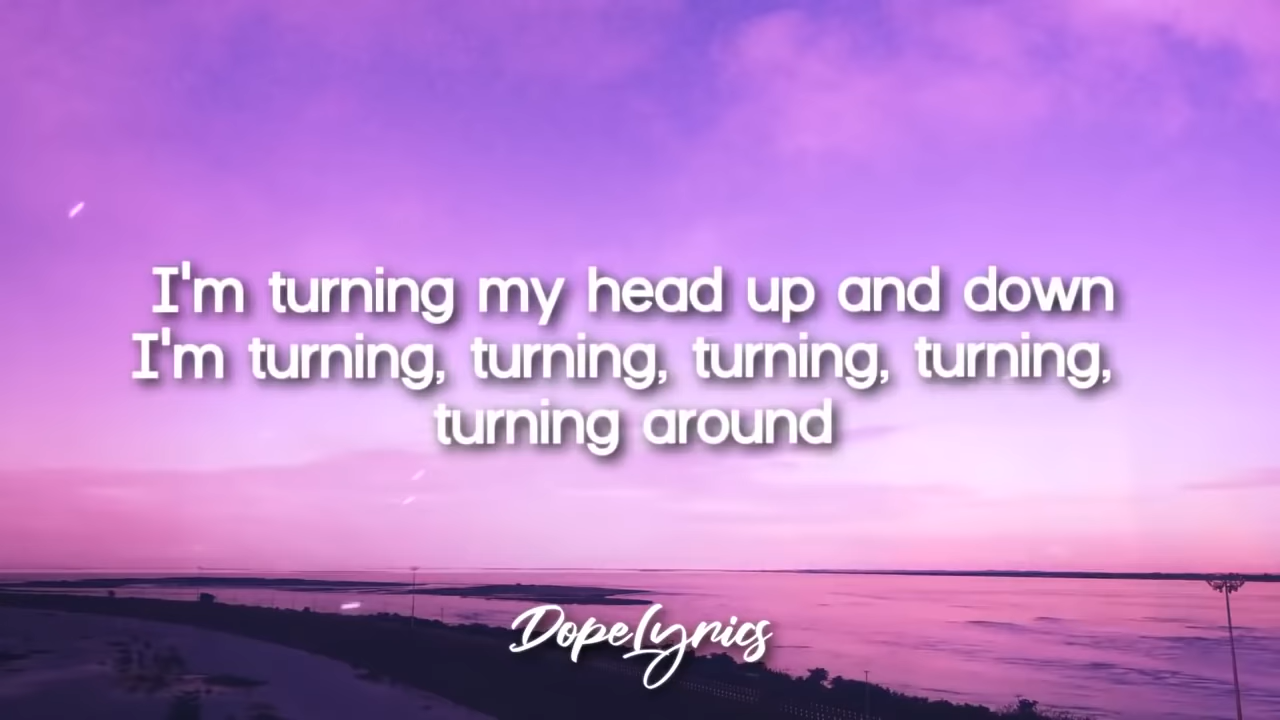 I'm turning my head up and down
I'm turning, turning, turning, turning,
turning around
DopeLyrics